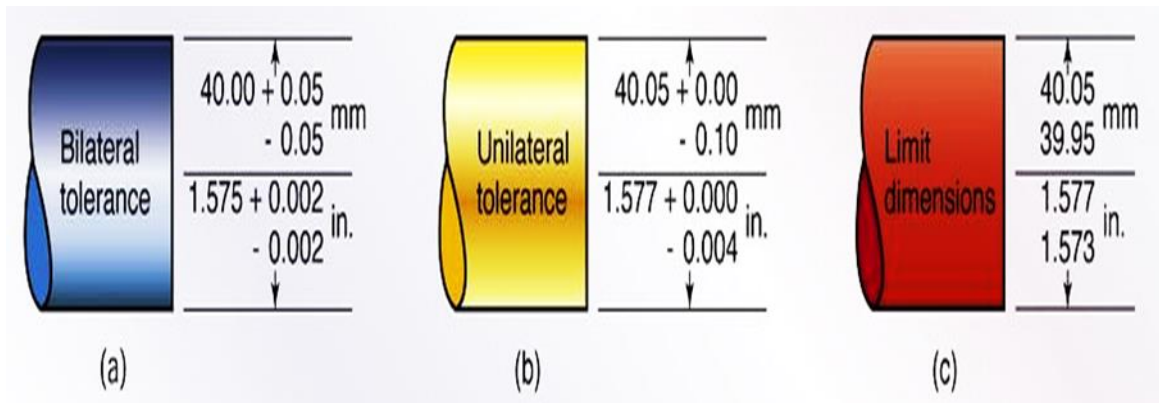 Bilateral
tolerance
40.00 + 0.05
- 0.05
mm
1.575 + 0.002
- 0.002
in.
(a)
Unilateral
tolerance
40.05 + 0.00
- 0.10
mm
1.577 + 0.000
- 0.004
in.
(b)
Limit
dimensions
40.05
39.95
mm
1.577
1.573
in.
(c)